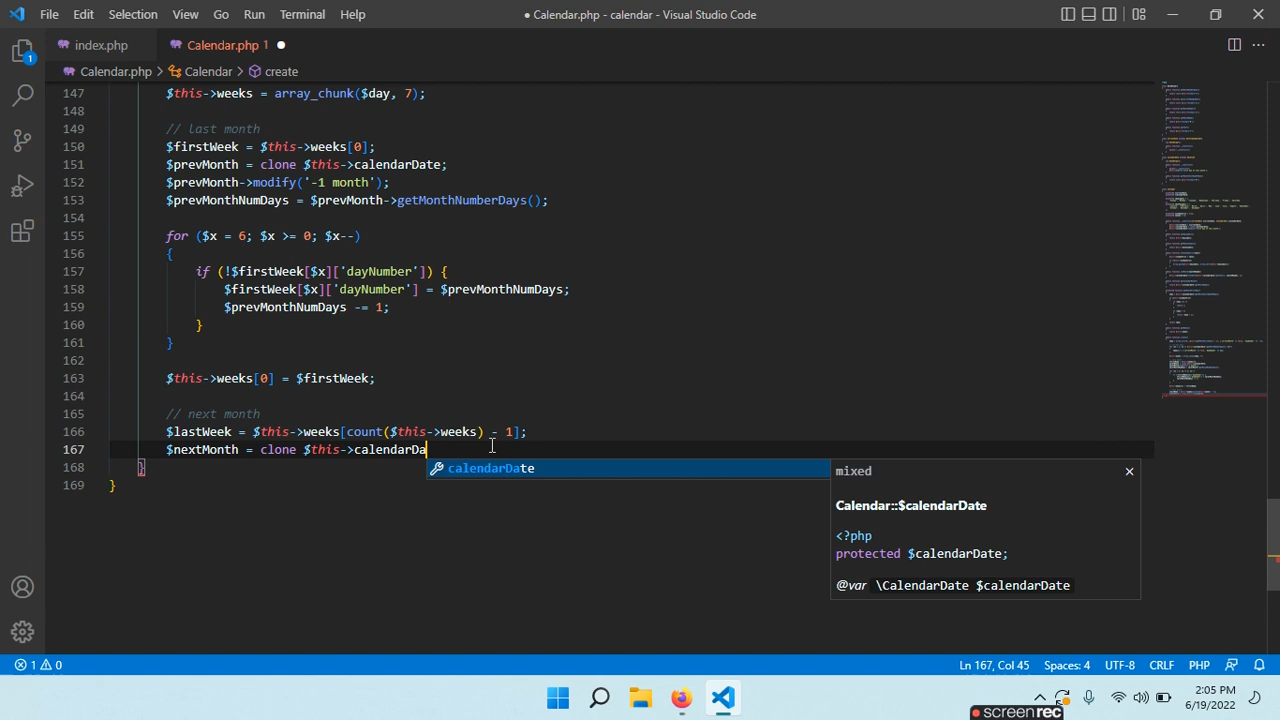 File Edit Selection View Go Run Terminal Help
● Calendar.php - calendar - Visual Studio Code
index.php
Calendar.php 1
Calendar.php > Calendar > create
147 $this->weeks = array_chunk($day, 7);
148
149 // last month
150 $firstWeek = $this->weeks[0];
151 $prevMonth = clone $this->calendarDate;
152 $prevMonth->modify('-1 month');
153 $prevMonthNumDays = $prevMonth->getMonthNumberDays();
154
155 for ($x = 6; $x >= 0; $x--)
156 {
157 if (!$firstWeek[$x]['dayNumber']) {
158 $firstWeek[$x]['dayNumber'] = $prevMonthNumDays;
159 $prevMonthNumDays -= 1;
160 }
161 }
162
163 $this->weeks[0] = $firstWeek;
164
165 // next month
166 $lastWeek = $this->weeks[count($this->weeks) - 1];
167 $nextMonth = clone $this->calendarDa
168 }
169 }
calendarDate
mixed
Calendar::$calendarDate
<?php
protected $calendarDate;
@var \CalendarDate $calendarDate
1
1 0
Ln 167, Col 45 Spaces: 4 UTF-8 CRLF PHP
2:05 PM
6/19/2022
screenrec